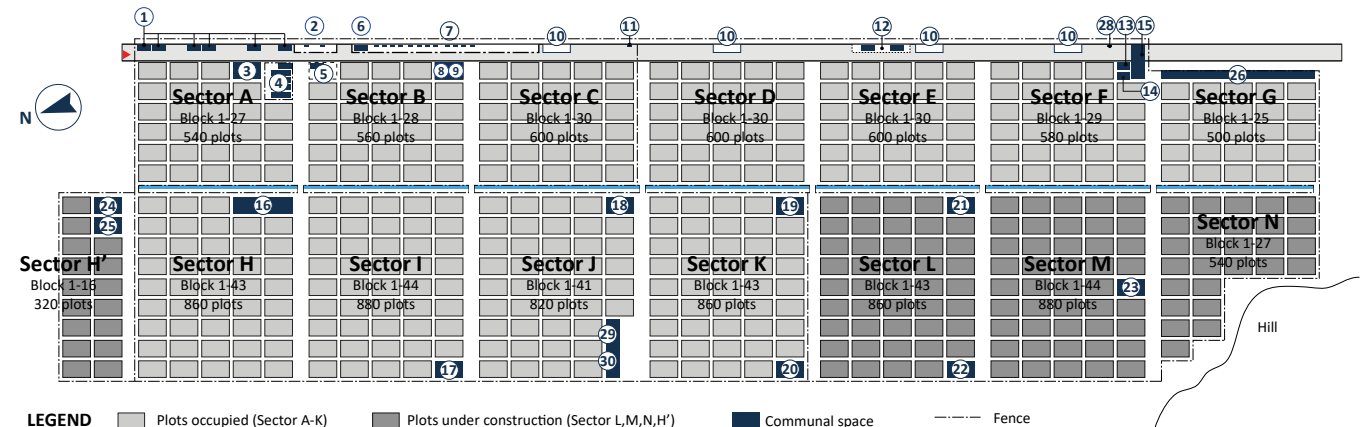 1 2 6 7 10 11 10 12 10 10 28 13 15
3 4 5 8 9 14 26
N
Sector A
Block 1-27
540 plots
Sector B
Block 1-28
560 plots
Sector C
Block 1-30
600 plots
Sector D
Block 1-30
600 plots
Sector E
Block 1-30
600 plots
Sector F
Block 1-29
580 plots
Sector G
Block 1-25
500 plots
24 16 18 19 21
25
Sector H’
Block 1-16
320 plots
Sector H
Block 1-43
860 plots
Sector I
Block 1-44
880 plots
Sector J
Block 1-41
820 plots
Sector K
Block 1-43
860 plots
Sector L
Block 1-43
860 plots
Sector M
Block 1-44
880 plots
Sector N
Block 1-27
540 plots
23
29
30
17 20 22
Hill
LEGEND Plots occupied (Sector A-K) Plots under construction (Sector L,M,N,H’) Communal space Fence